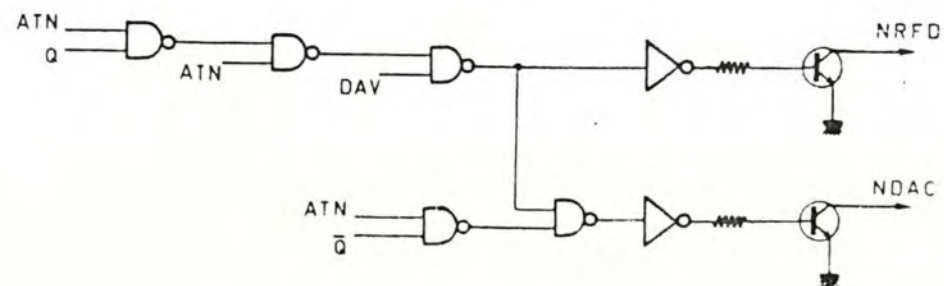 ATN
Q
ATN
DAV
NRFD
ATN
Q̅
NDAC